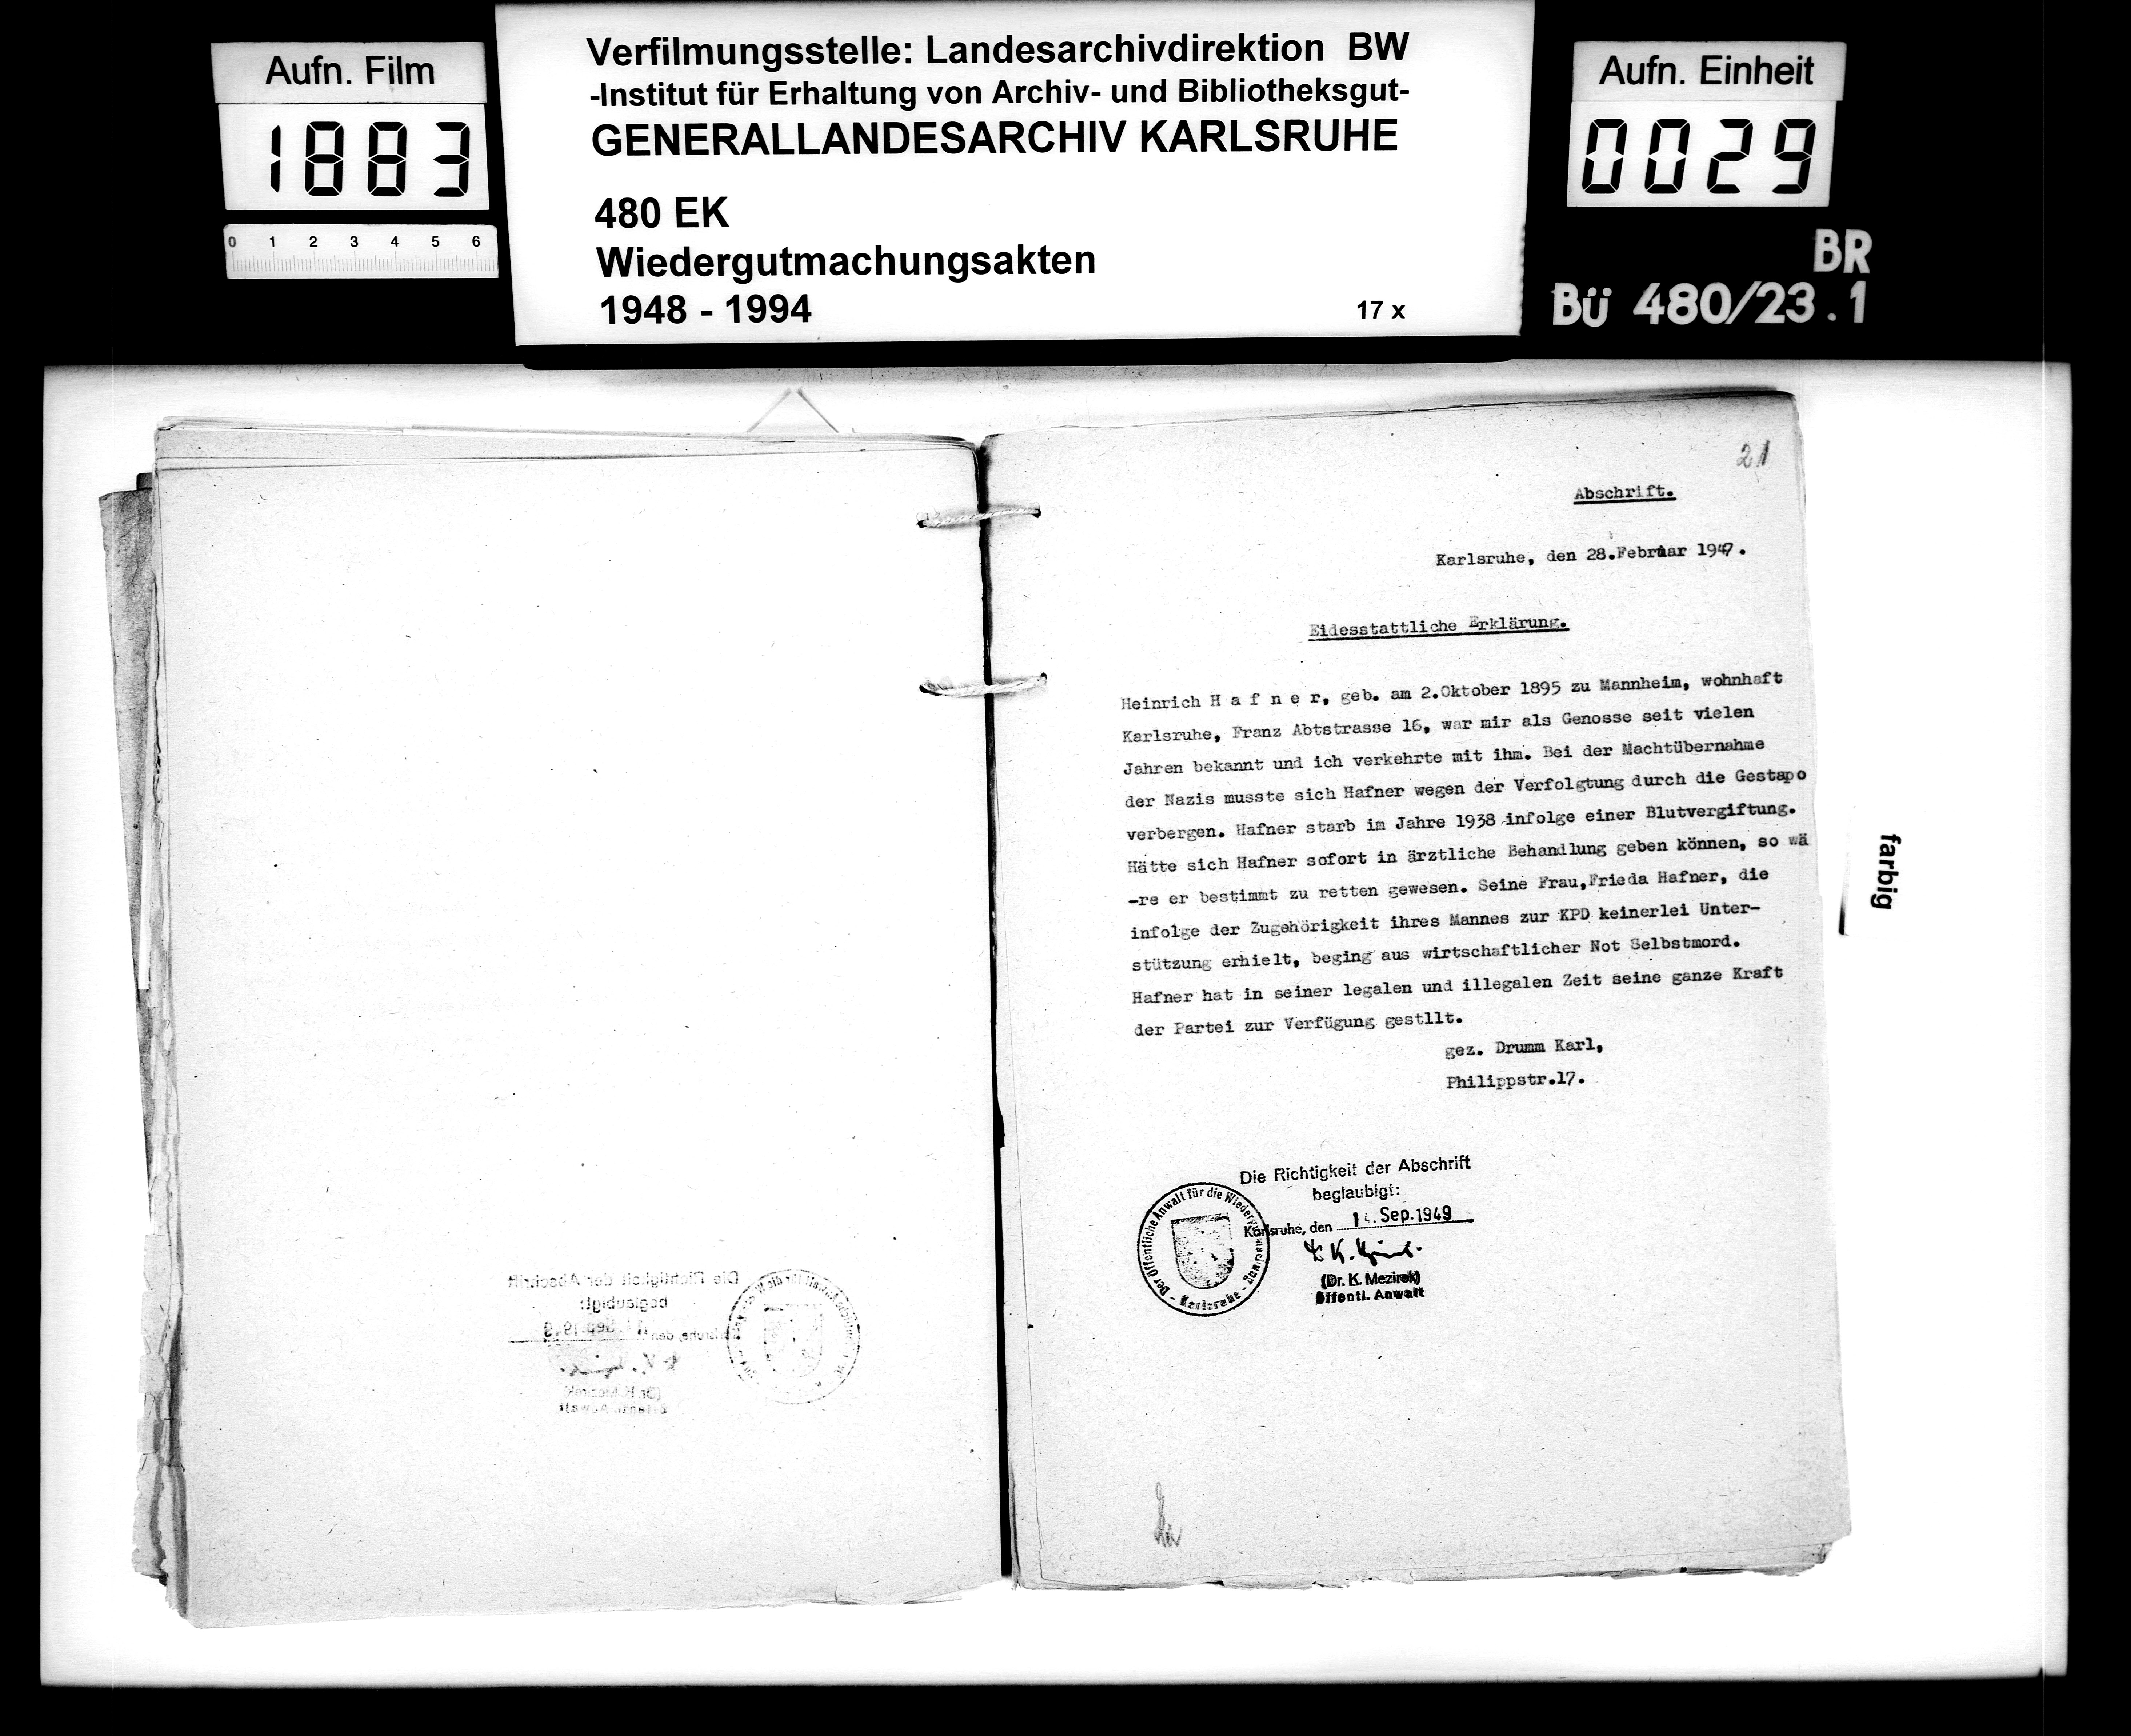 Aufn. Film
1883
0 1 2 3 4 5 6
Verfilmungsstelle: Landesarchivdirektion BW
-Institut für Erhaltung von Archiv- und Bibliotheksgut-
GENERALLANDESARCHIV KARLSRUHE
480 EK
Wiedergutmachungsakten
1948 - 1994
17 x
Aufn. Einheit
0029
BR
Bü 480/23.1
farbig
21
Abschrift.
Karlsruhe, den 28.Februar 1947.
Eidesstattliche Erklärung.
Heinrich H a f n e r, geb. am 2.Oktober 1895 zu Mannheim, wohnhaft
Karlsruhe, Franz Abtstrasse 16, war mir als Genosse seit vielen
Jahren bekannt und ich verkehrte mit ihm. Bei der Machtübernahme
der Nazis musste sich Hafner wegen der Verfolgtung durch die Gestapo
verbergen. Hafner starb im Jahre 1938 infolge einer Blutvergiftung.
Hätte sich Hafner sofort in ärztliche Behandlung geben können, so wä
-re er bestimmt zu retten gewesen. Seine Frau,Frieda Hafner, die
infolge der Zugehörigkeit ihres Mannes zur KPD keinerlei Unter-
stützung erhielt, beging aus wirtschaftlicher Not Selbstmord.
Hafner hat in seiner legalen und illegalen Zeit seine ganze Kraft
der Partei zur Verfügung gestllt.
gez. Drumm Karl,
Philippstr.17.
Die Richtigkeit der Abschrift
beglaubigt:
Karlsruhe, den Sep.1949
(Dr. K. Mezirek)
Öffentl. Anwalt
Der Öffentliche Anwalt für die - Karlsruhe -